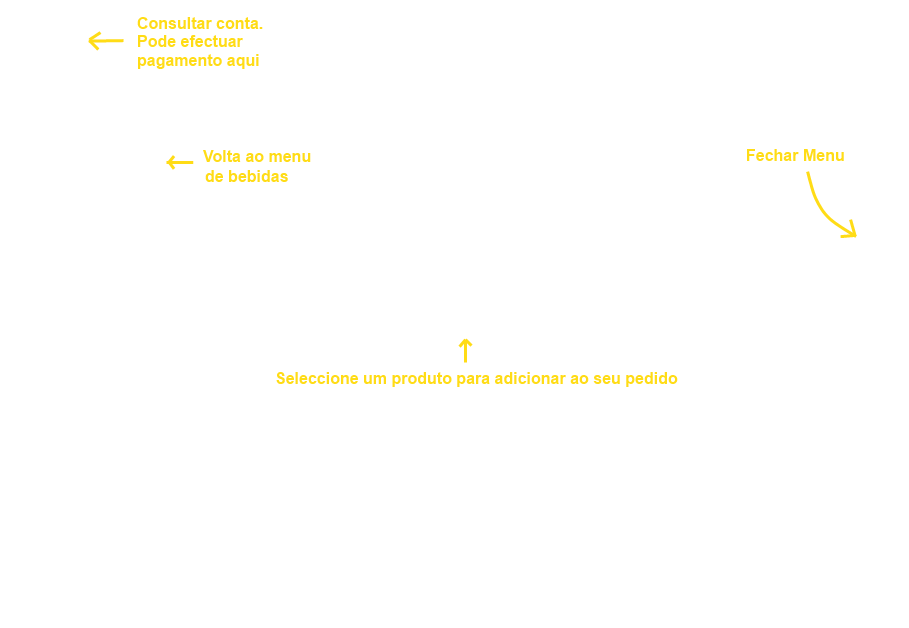 Consultar conta.
Pode efectuar
pagamento aqui
Volta ao menu
de bebidas
Fechar Menu
Seleccione um produto para adicionar ao seu pedido